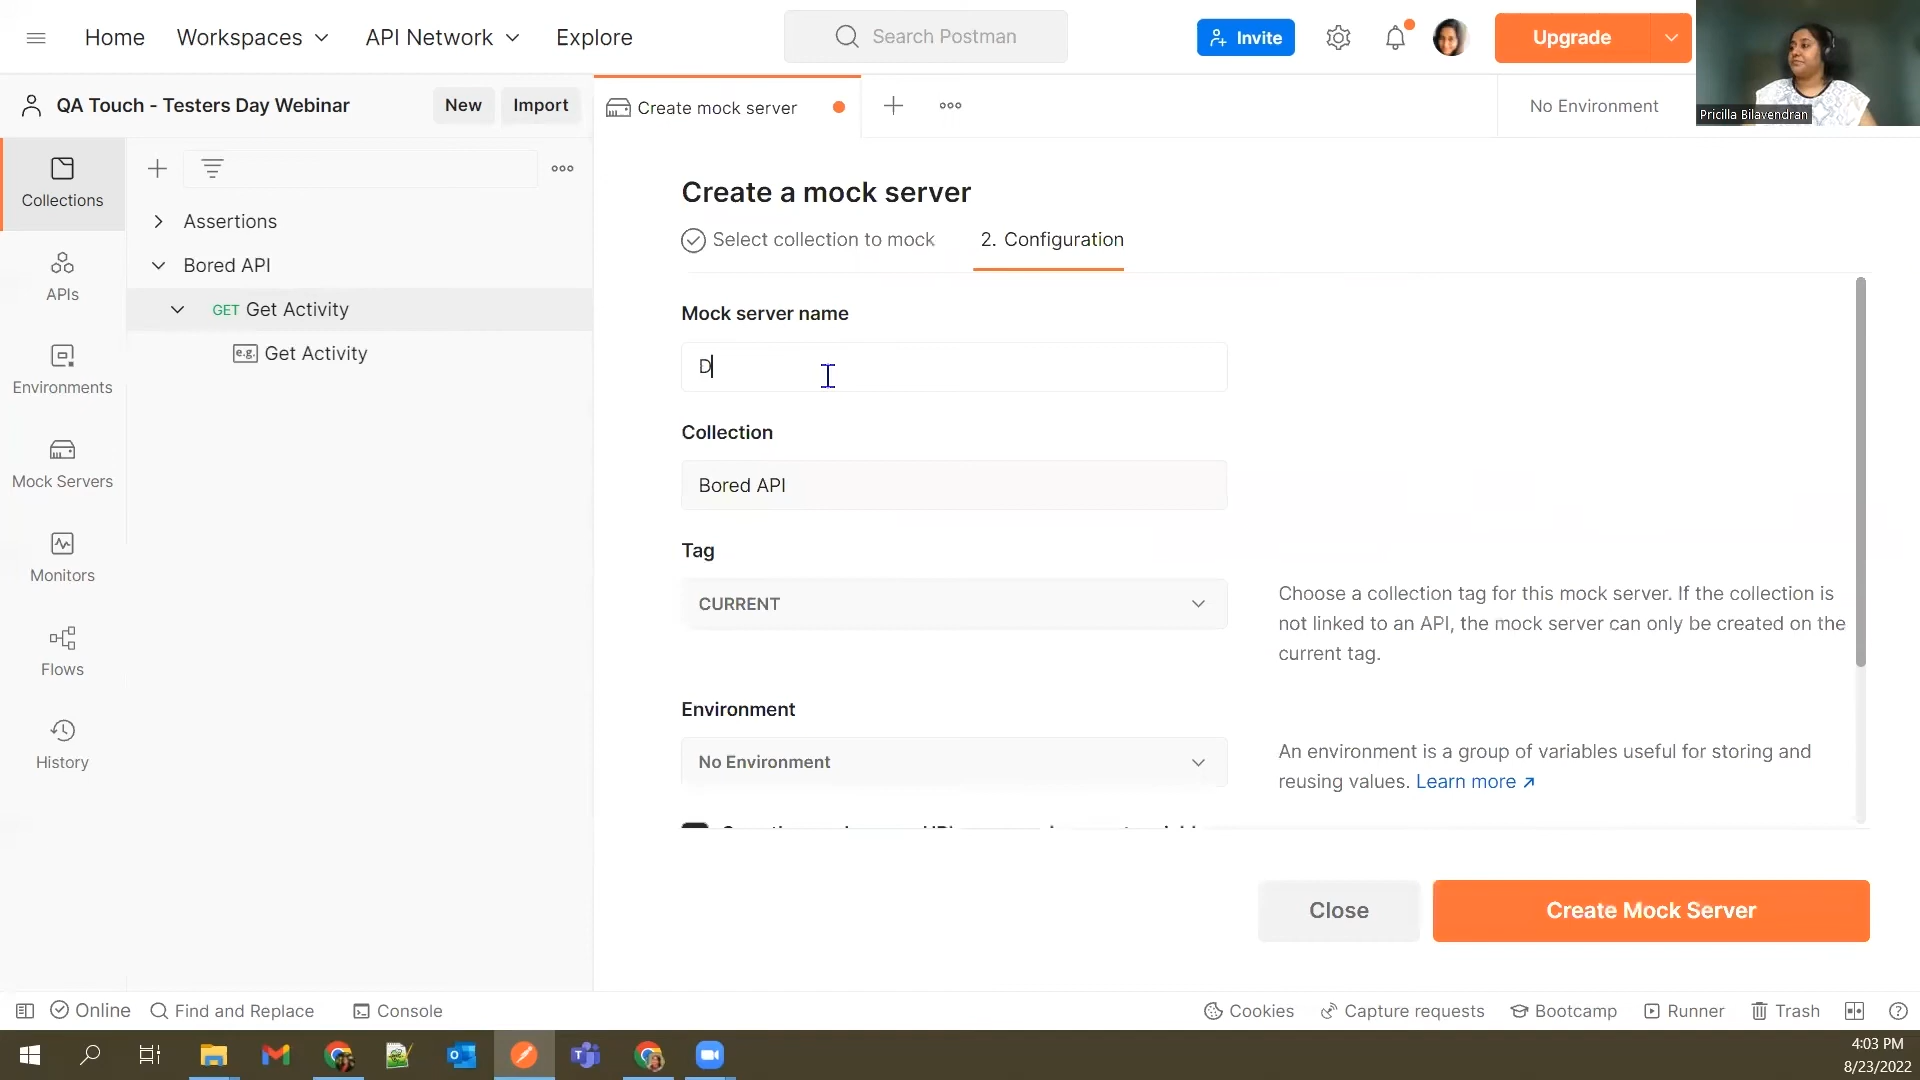 Home
Workspaces
API Network
Explore
Search Postman
Invite
Upgrade
Pricilla Bilavendran
QA Touch - Testers Day Webinar
New
Import
Create mock server
No Environment
Collections
APIs
Environments
Mock Servers
Monitors
Flows
History
Assertions
Bored API
GET Get Activity
e.g. Get Activity
Create a mock server
Select collection to mock
2. Configuration
Mock server name
D
Collection
Bored API
Tag
CURRENT
Choose a collection tag for this mock server. If the collection is
not linked to an API, the mock server can only be created on the
current tag.
Environment
No Environment
An environment is a group of variables useful for storing and
reusing values. Learn more ↗
Close
Create Mock Server
Online
Find and Replace
Console
Cookies
Capture requests
Bootcamp
Runner
Trash
4:03 PM
8/23/2022